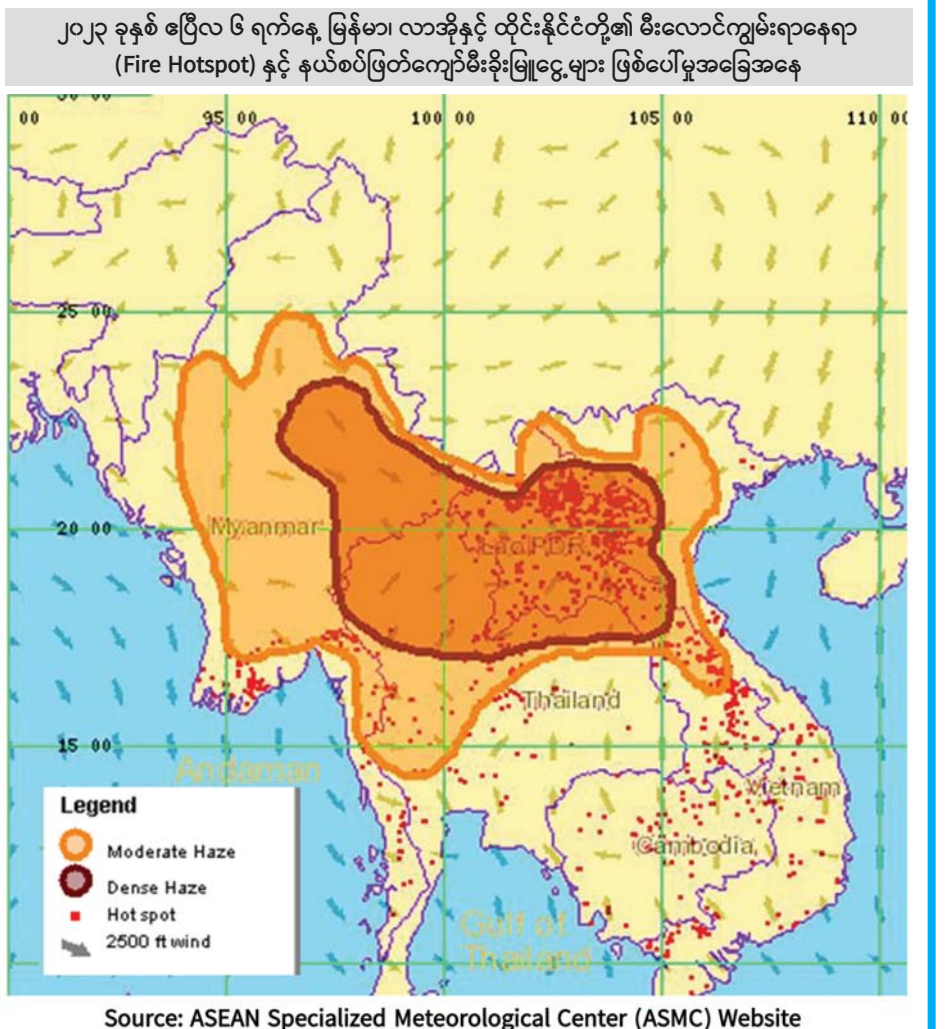 ၂၀၂၃ ခုနှစ် ဧပြီလ ၆ ရက်နေ့ မြန်မာ၊ လာအိုနှင့် ထိုင်းနိုင်ငံတို့၏ မီးလောင်ကျွမ်းရာနေရာ
(Fire Hotspot) နှင့် နယ်စပ်ဖြတ်ကျော်မီးခိုးမြူငွေ့များ ဖြစ်ပေါ်မှုအခြေအနေ
00 95 00 100 00 105 00 110 00
25 00
20 00
Myanmar
Lao PDR
Thailand
15 00
Andaman
Vietnam
Cambodia
Gulf of
Thailand
Legend
Moderate Haze
Dense Haze
Hot spot
2500 ft wind
Source: ASEAN Specialized Meteorological Center (ASMC) Website